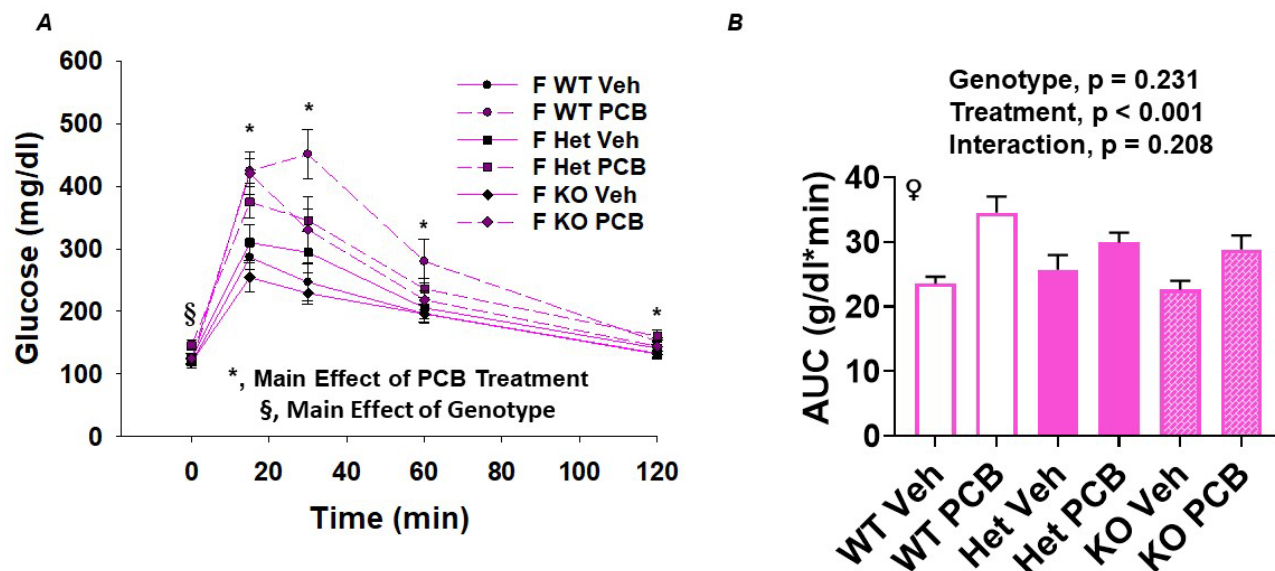 A
600
500
400
300
200
100
0
Glucose (mg/dl)
F WT Veh
F WT PCB
F Het Veh
F Het PCB
F KO Veh
F KO PCB
*
*
*
*
§
*, Main Effect of PCB Treatment
§, Main Effect of Genotype
0
20
40
60
80
100
120
Time (min)
B
Genotype, p = 0.231
Treatment, p < 0.001
Interaction, p = 0.208
♀
40
30
20
10
0
AUC (g/dl*min)
WT Veh
WT PCB
Het Veh
Het PCB
KO Veh
KO PCB